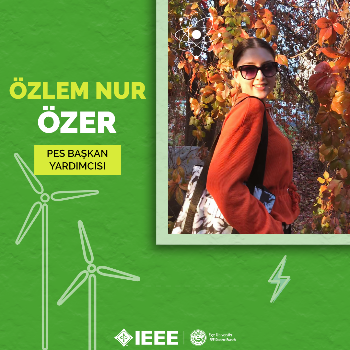 ÖZLEM NUR
ÖZER
PES BAŞKAN
YARDIMCISI
IEEE